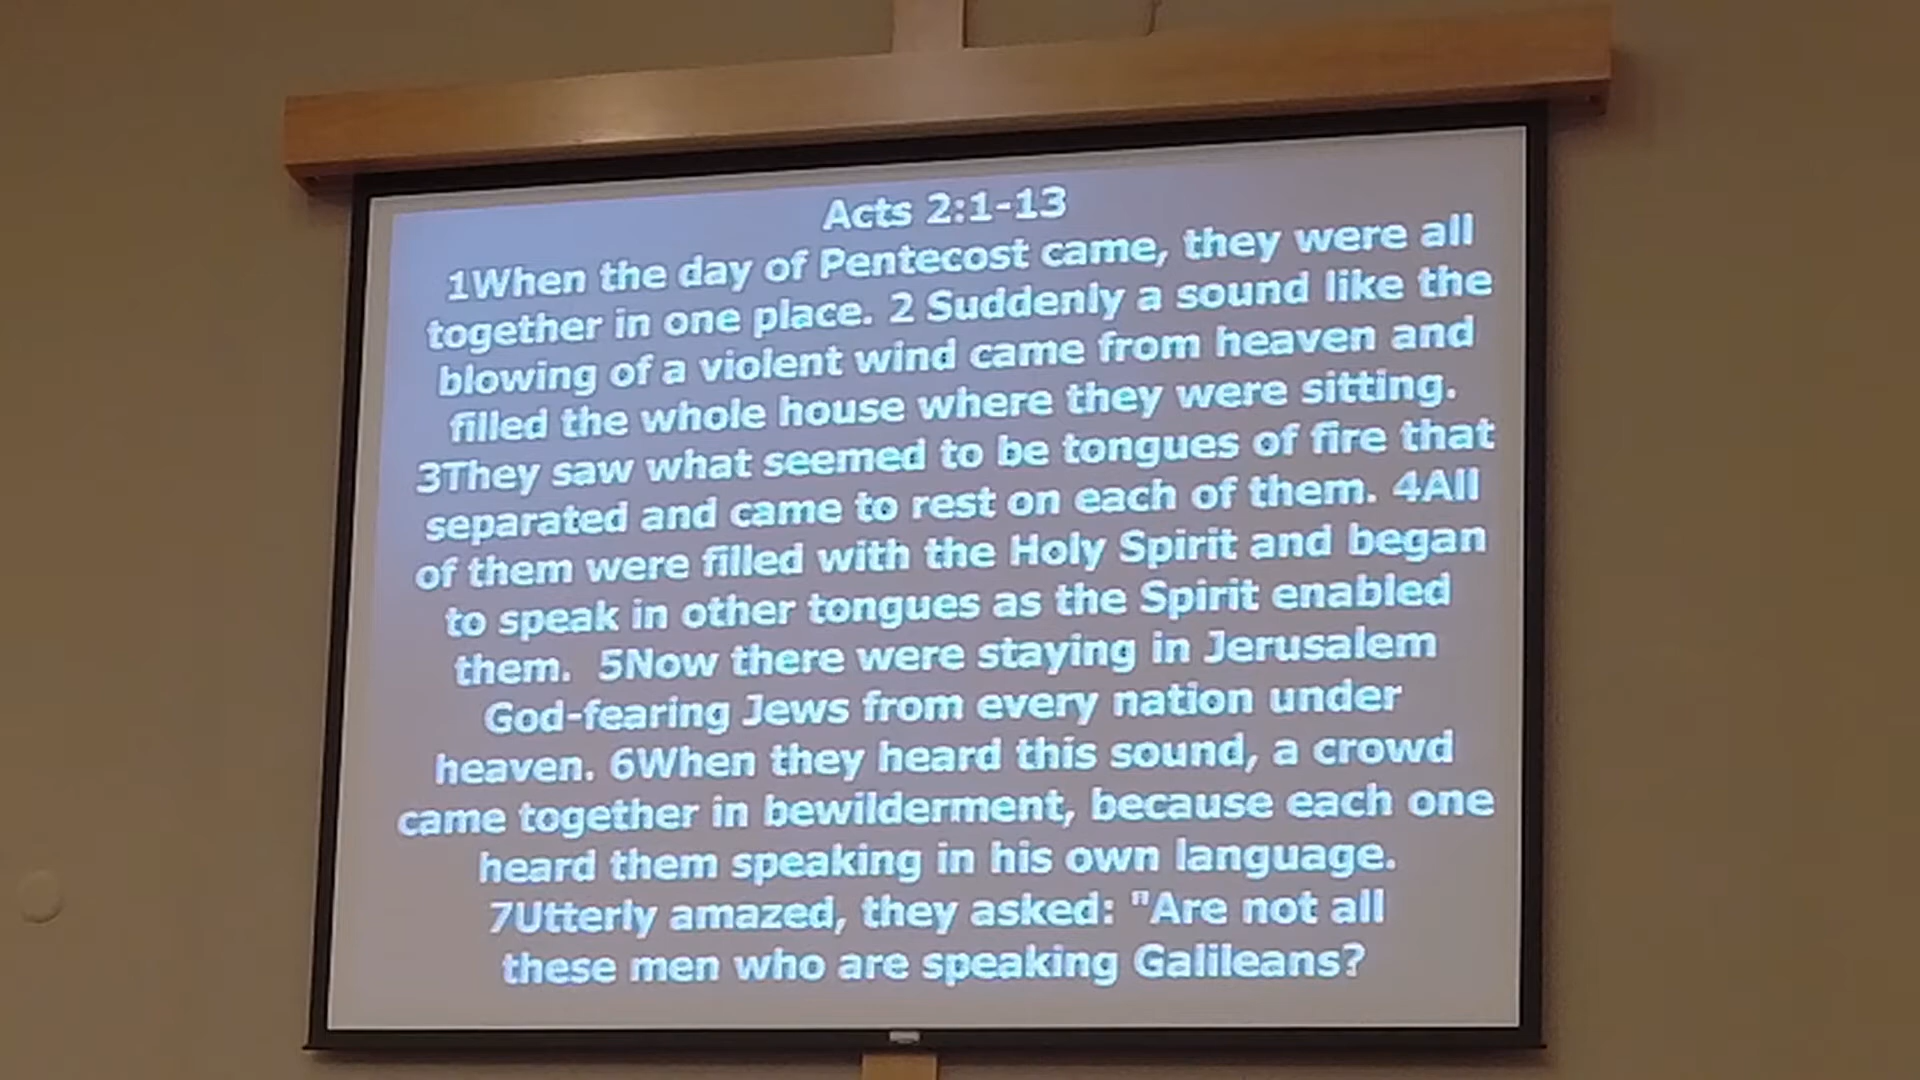 Acts 2:1-13
1When the day of Pentecost came, they were all
together in one place. 2 Suddenly a sound like the
blowing of a violent wind came from heaven and
filled the whole house where they were sitting.
3They saw what seemed to be tongues of fire that
separated and came to rest on each of them. 4All
of them were filled with the Holy Spirit and began
to speak in other tongues as the Spirit enabled
them. 5Now there were staying in Jerusalem
God-fearing Jews from every nation under
heaven. 6When they heard this sound, a crowd
came together in bewilderment, because each one
heard them speaking in his own language.
7Utterly amazed, they asked: "Are not all
these men who are speaking Galileans?